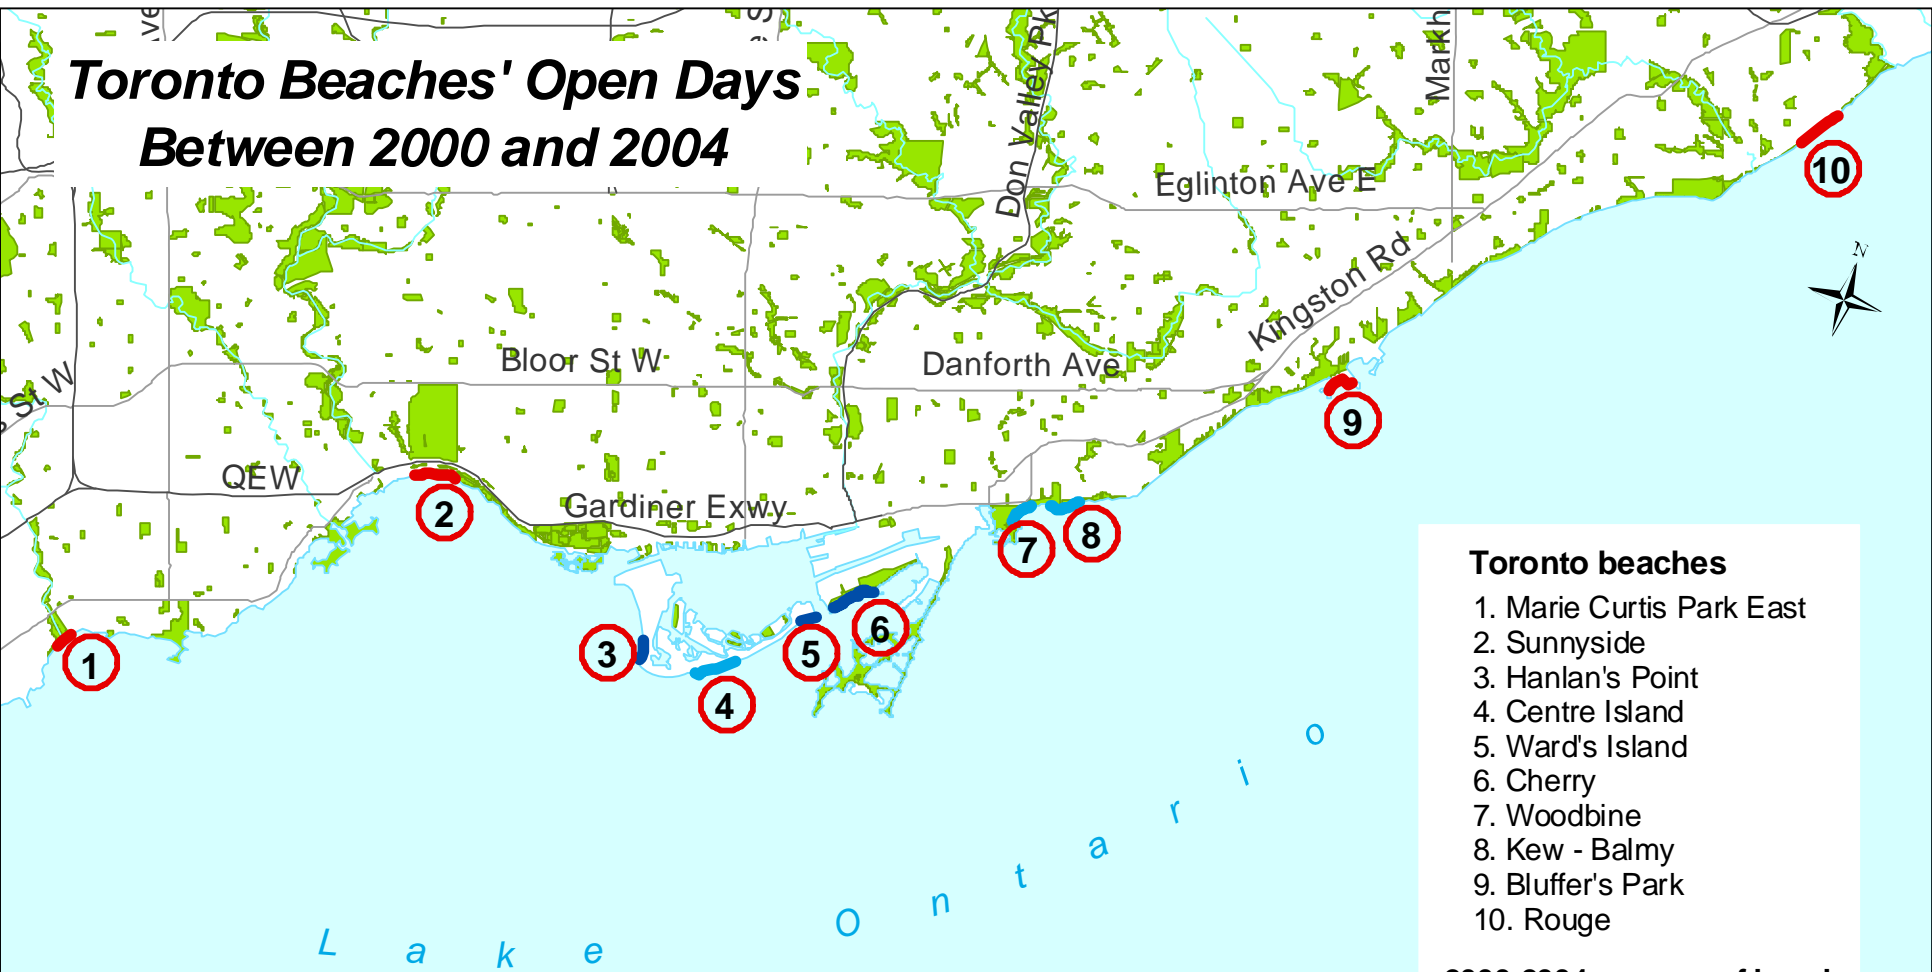 Toronto Beaches' Open Days
Between 2000 and 2004
Don Valley Pk
Markh
10
Eglinton Ave E
N
Kingston Rd
Bloor St W
Danforth Ave
St W
9
QEW
2
Gardiner Exwy
7
8
1
3
5
6
4
Lake Ontario
Toronto beaches
1. Marie Curtis Park East
2. Sunnyside
3. Hanlan's Point
4. Centre Island
5. Ward's Island
6. Cherry
7. Woodbine
8. Kew - Balmy
9. Bluffer's Park
10. Rouge